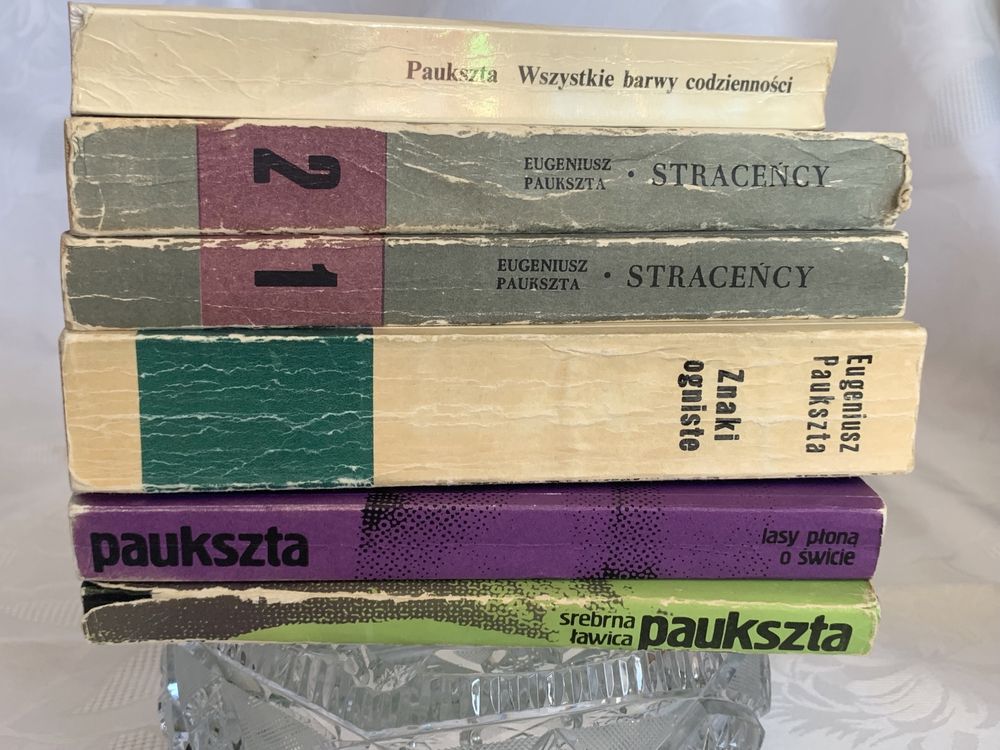 Paukszta Wszystkie barwy codzienności
2
EUGENIUSZ
PAUKSZTA • STRACEŃCY
1
EUGENIUSZ
PAUKSZTA • STRACEŃCY
Eugeniusz
Paukszta
Znaki
ogniste
paukszta
lasy płoną
o świcie
srebrna
ławica
paukszta